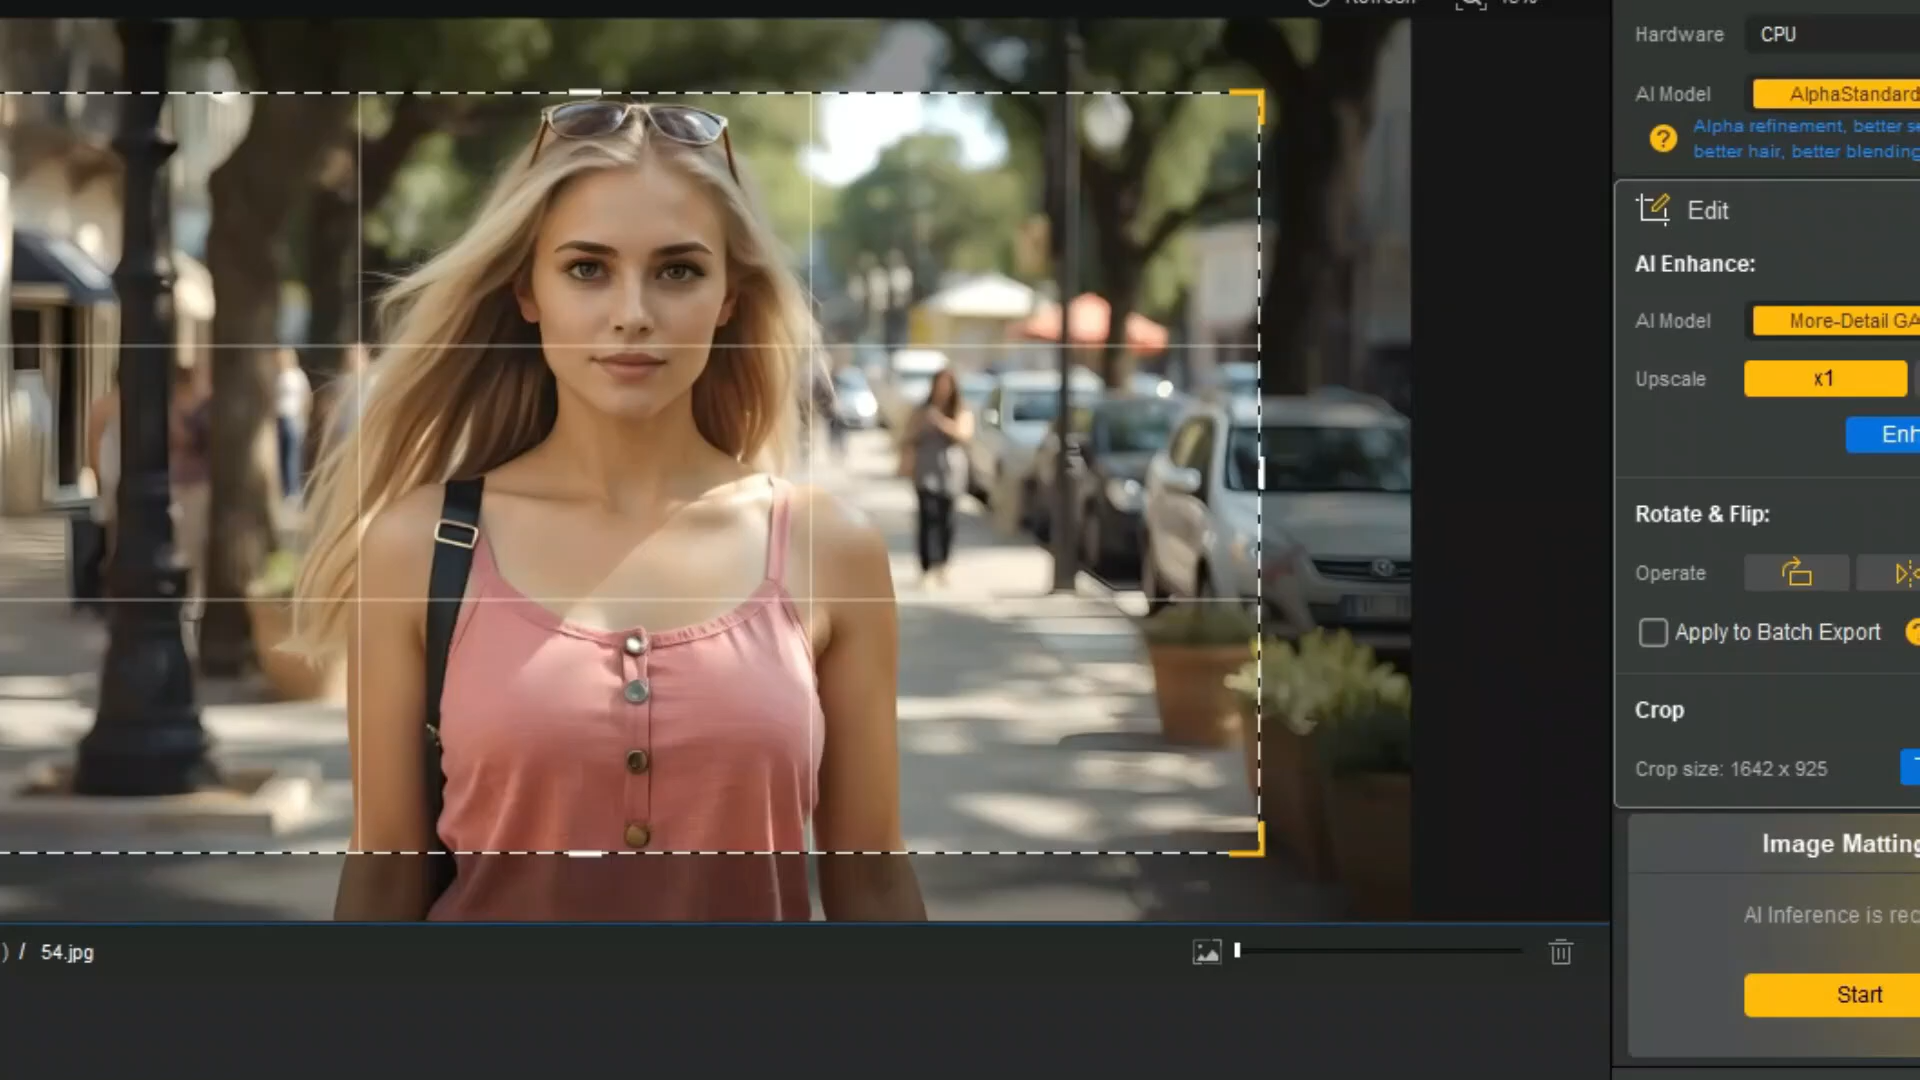 Refresh
Hardware CPU
AI Model AlphaStandard
Alpha refinement, better
better hair, better blending
Edit
AI Enhance:
AI Model More-Detail
Upscale x1
Rotate & Flip:
Operate
Apply to Batch Export
Crop
Crop size: 1642 x 925
Image Matting
AI Inference is
Start
) / 54.jpg